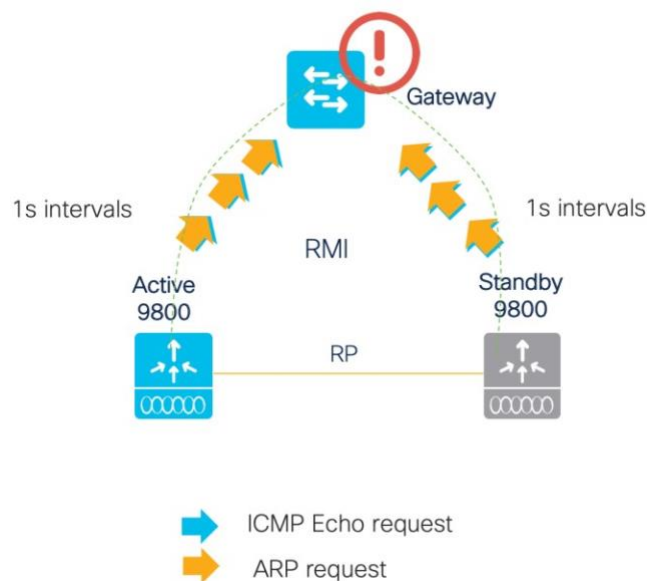 Gateway
1s intervals
1s intervals
RMI
Active
9800
Standby
9800
RP
ICMP Echo request
ARP request